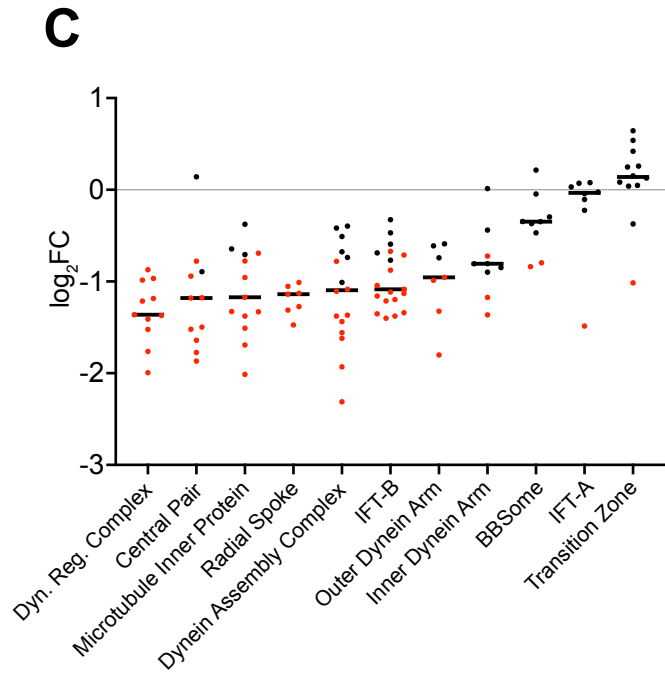 C
log2FC
1
0
-1
-2
-3
Dyn. Reg. Complex
Central Pair
Microtubule Inner Protein
Radial Spoke
Dynein Assembly Complex
IFT-B
Outer Dynein Arm
Inner Dynein Arm
BBSome
IFT-A
Transition Zone